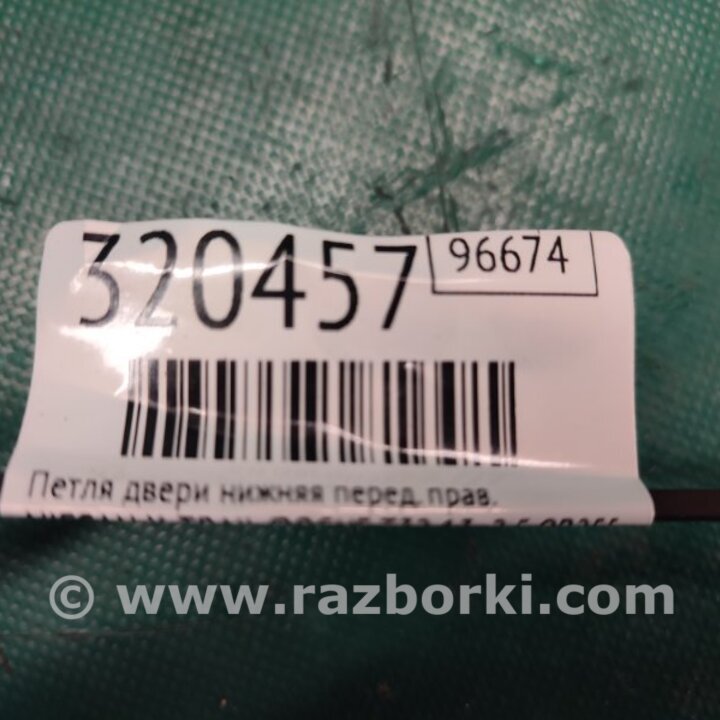 320457
96674
Петля двери нижняя перед. прав.
© www.razborki.com